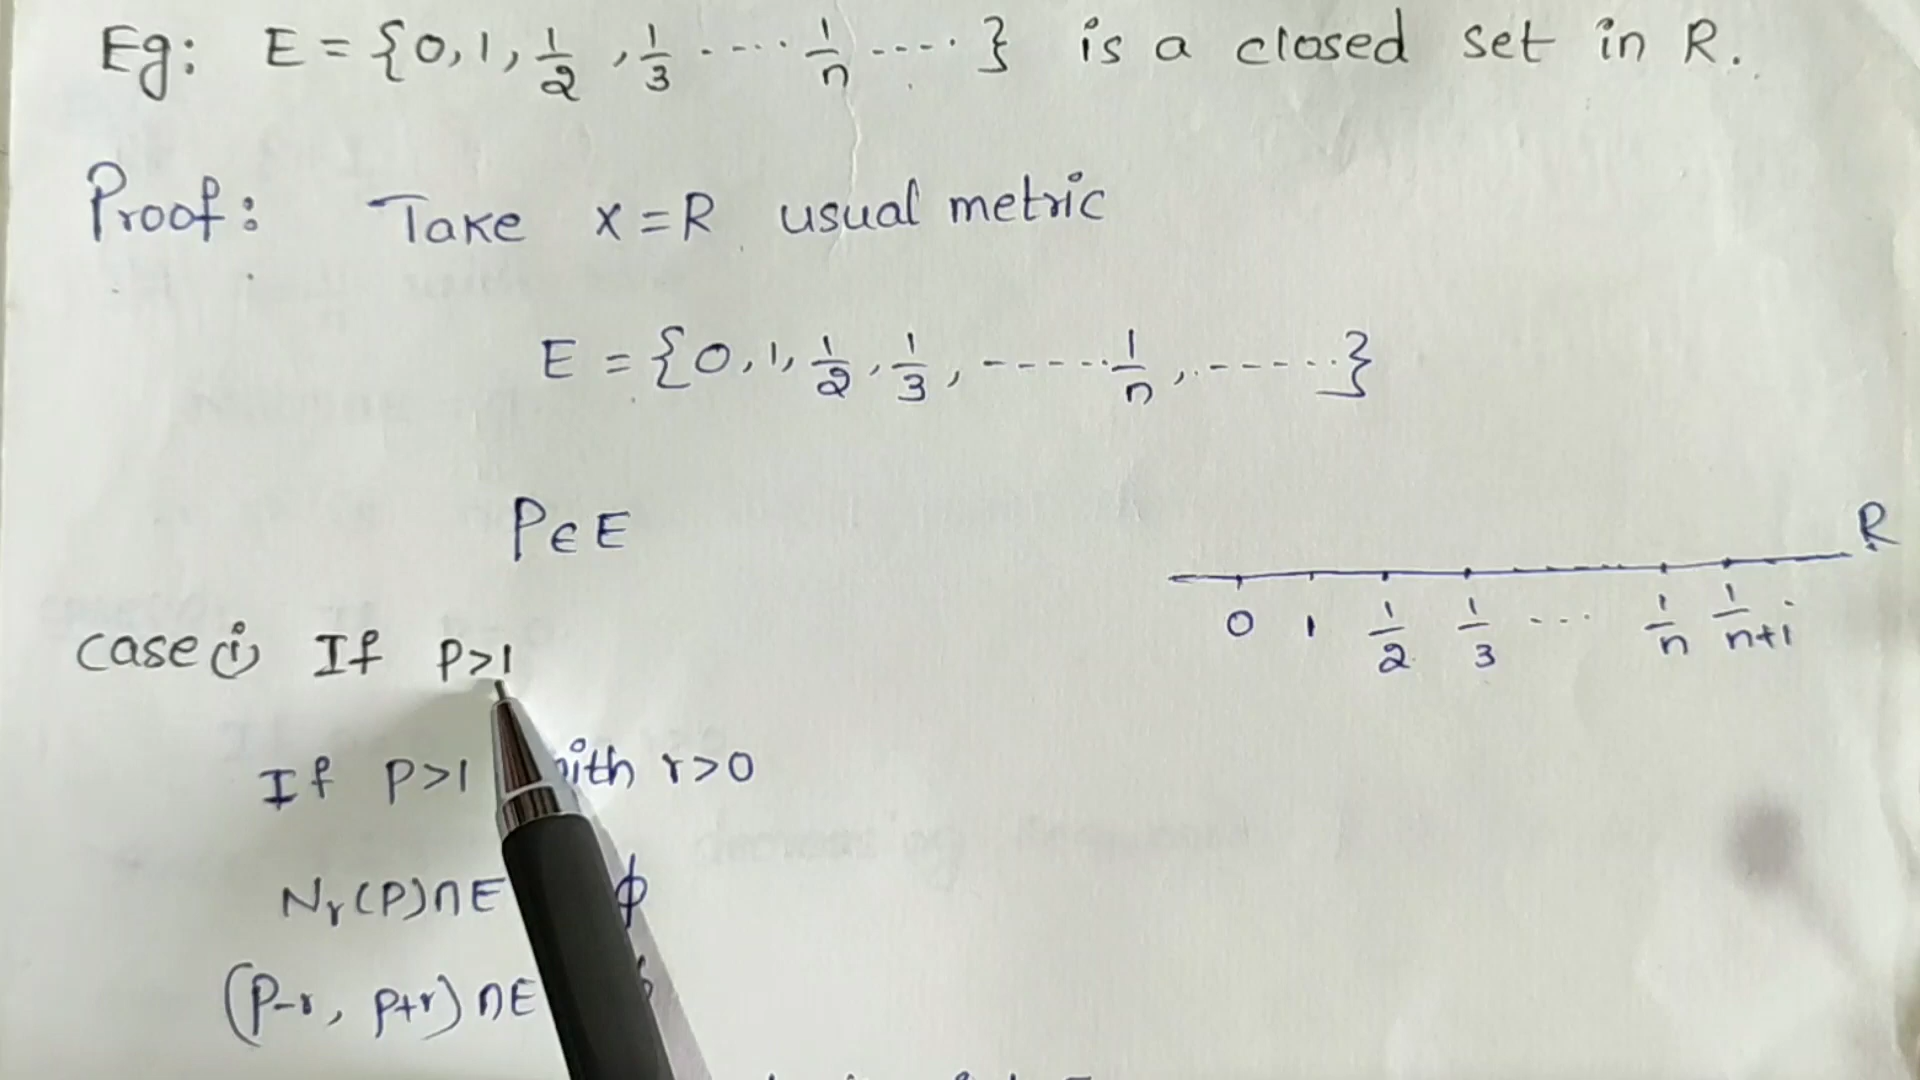 Eg: E = {0, 1, 1/2, 1/3 ---- 1/n ----} is a closed set in R.
Proof: Take x = R usual metric
E = {0, 1, 1/2, 1/3, ----- 1/n, -----}
P ∈ E
R
0 1 1/2 1/3 ... 1/n 1/n+1
case (i) If P>1
If P>1 with r>0
Nr(P)∩E ϕ
(P-r, P+r)∩E